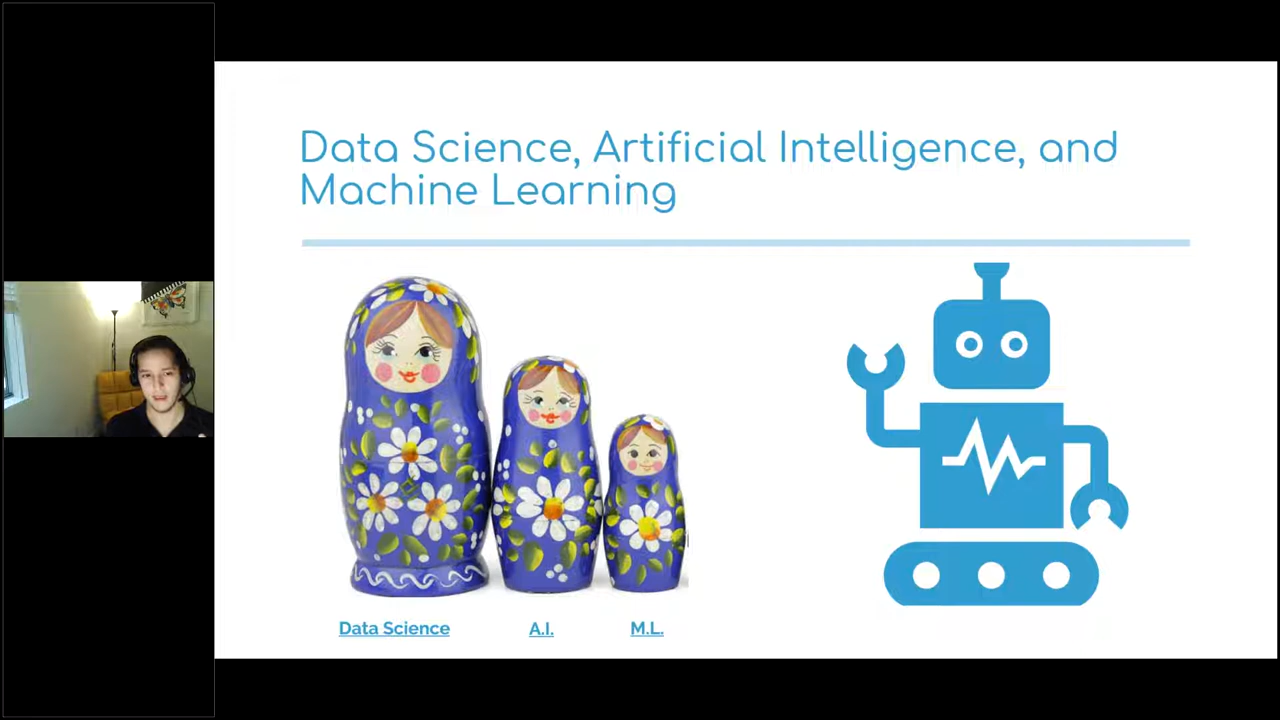 Data Science, Artificial Intelligence, and
Machine Learning
Data Science
A.I.
M.L.